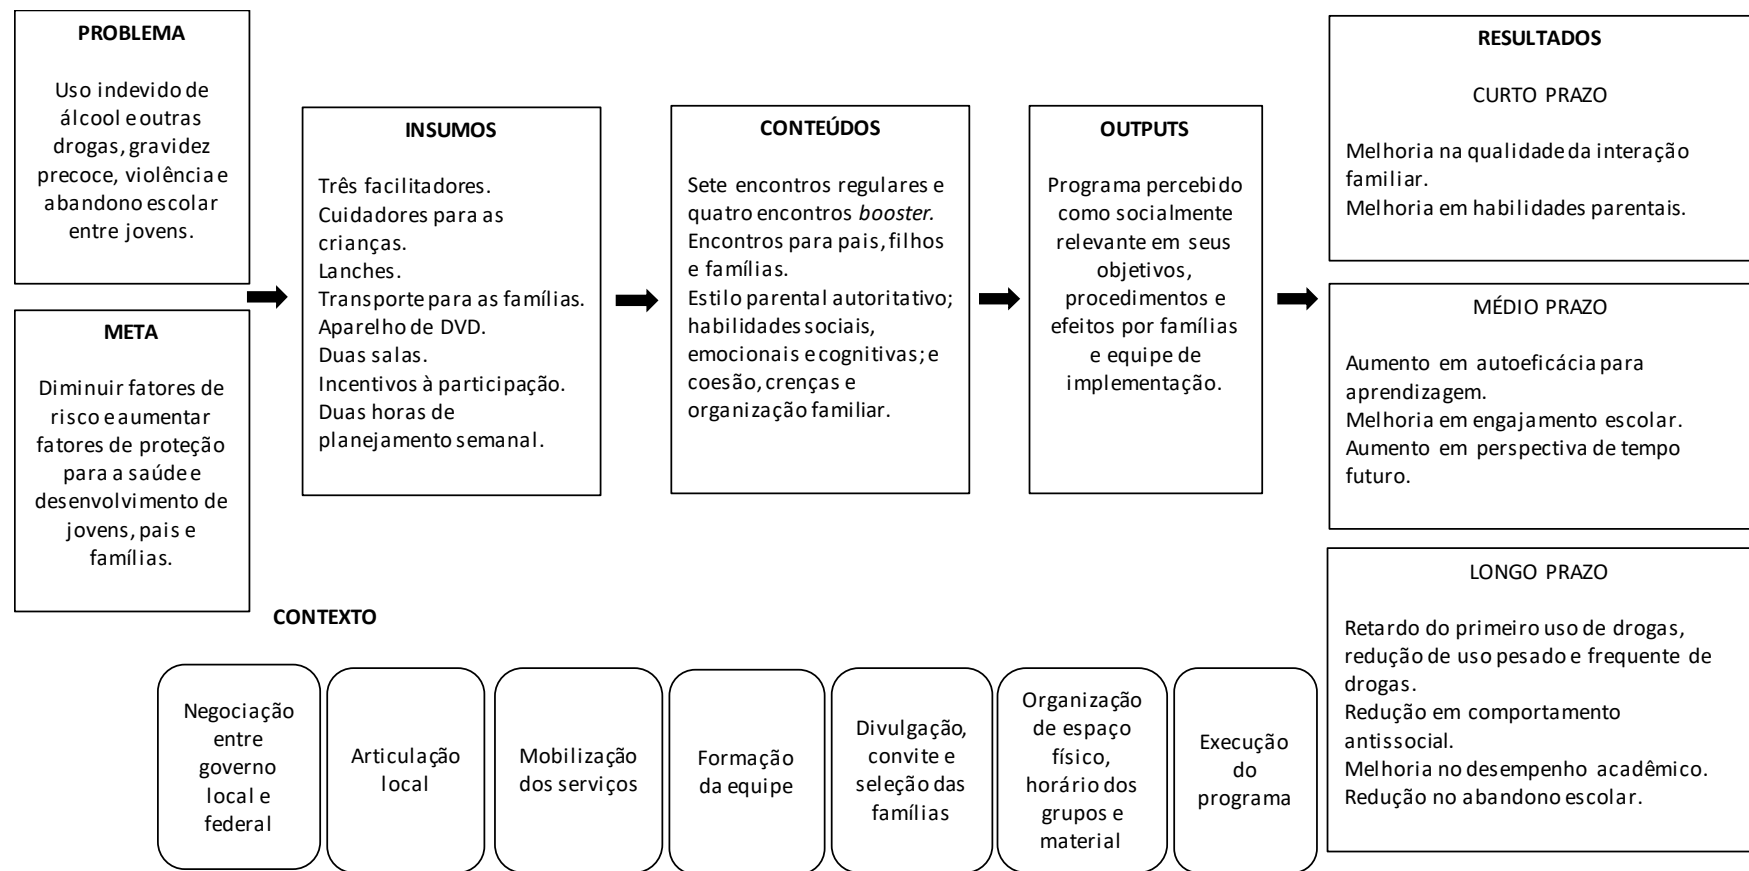 PROBLEMA
Uso indevido de
álcool e outras
drogas, gravidez
precoce, violência e
abandono escolar
entre jovens.
META
Diminuir fatores de
risco e aumentar
fatores de proteção
para a saúde e
desenvolvimento de
jovens, pais e
famílias.
INSUMOS
Três facilitadores.
Cuidadores para as
crianças.
Lanches.
Transporte para as famílias.
Aparelho de DVD.
Duas salas.
Incentivos à participação.
Duas horas de
planejamento semanal.
CONTEÚDOS
Sete encontros regulares e
quatro encontros booster.
Encontros para pais, filhos
e famílias.
Estilo parental autoritativo;
habilidades sociais,
emocionais e cognitivas; e
coesão, crenças e
organização familiar.
OUTPUTS
Programa percebido
como socialmente
relevante em seus
objetivos,
procedimentos e
efeitos por famílias
e equipe de
implementação.
RESULTADOS
CURTO PRAZO
Melhoria na qualidade da interação
familiar.
Melhoria em habilidades parentais.
MÉDIO PRAZO
Aumento em autoeficácia para
aprendizagem.
Melhoria em engajamento escolar.
Aumento em perspectiva de tempo
futuro.
LONGO PRAZO
Retardo do primeiro uso de drogas,
redução de uso pesado e frequente de
drogas.
Redução em comportamento
antissocial.
Melhoria no desempenho acadêmico.
Redução no abandono escolar.
CONTEXTO
Negociação
entre
governo
local e
federal
Articulação
local
Mobilização
dos serviços
Formação
da equipe
Divulgação,
convite e
seleção das
famílias
Organização
de espaço
físico,
horário dos
grupos e
material
Execução
do
programa